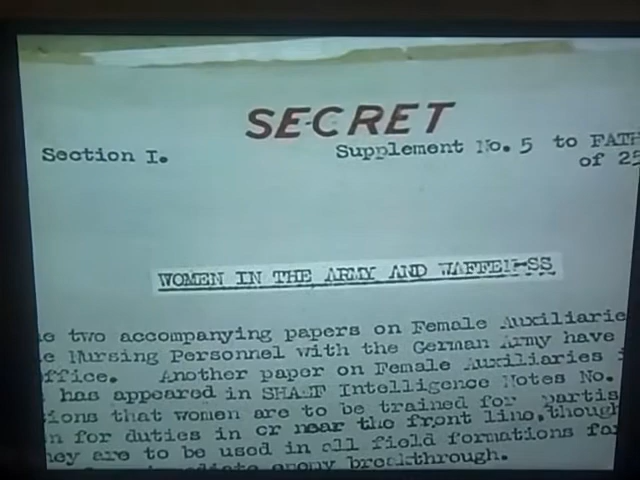 SECRET
Section I.
Supplement No. 5 to FATH
of 25
WOMEN IN THE ARMY AND WAFFEN-SS
e two accompanying papers on Female Auxiliarie
e Nursing Personnel with the German Army have
ffice. Another paper on Female Auxiliaries
has appeared in SHAEF Intelligence Notes No.
ions that women are to be trained for partis
n for duties in or near the front line, though
hey are to be used in all field formations for
enemy breakthrough.